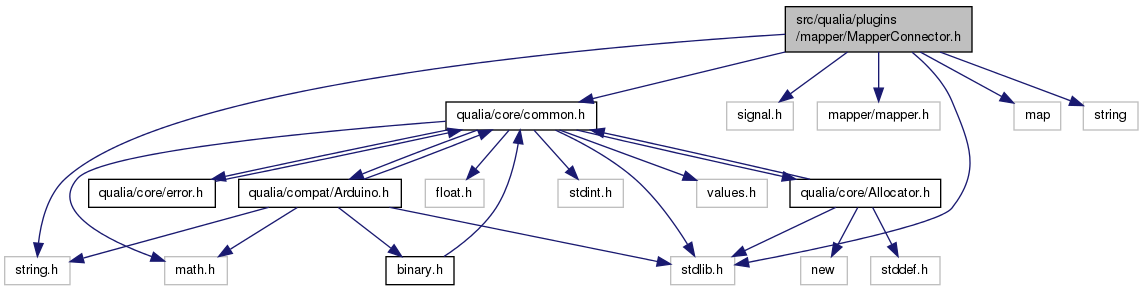 src/qualia/plugins
/mapper/MapperConnector.h
qualia/core/common.h
signal.h
mapper/mapper.h
map
string
qualia/core/error.h
qualia/compat/Arduino.h
float.h
stdint.h
values.h
qualia/core/Allocator.h
string.h
math.h
binary.h
stdlib.h
new
stddef.h